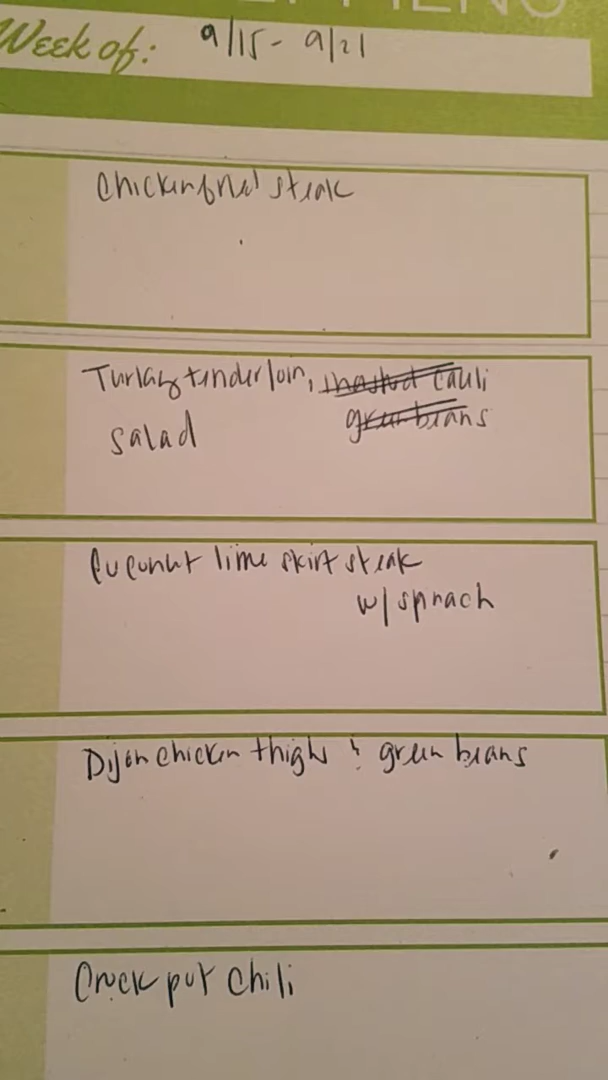 Week of: 9/15 - 9/21
Chicken fried steak
Turkey tenderloin, mashed cauli
green beans
salad
Coconut lime skirt steak
w/ spinach
Dijon chicken thighs & green beans
Crock pot chili